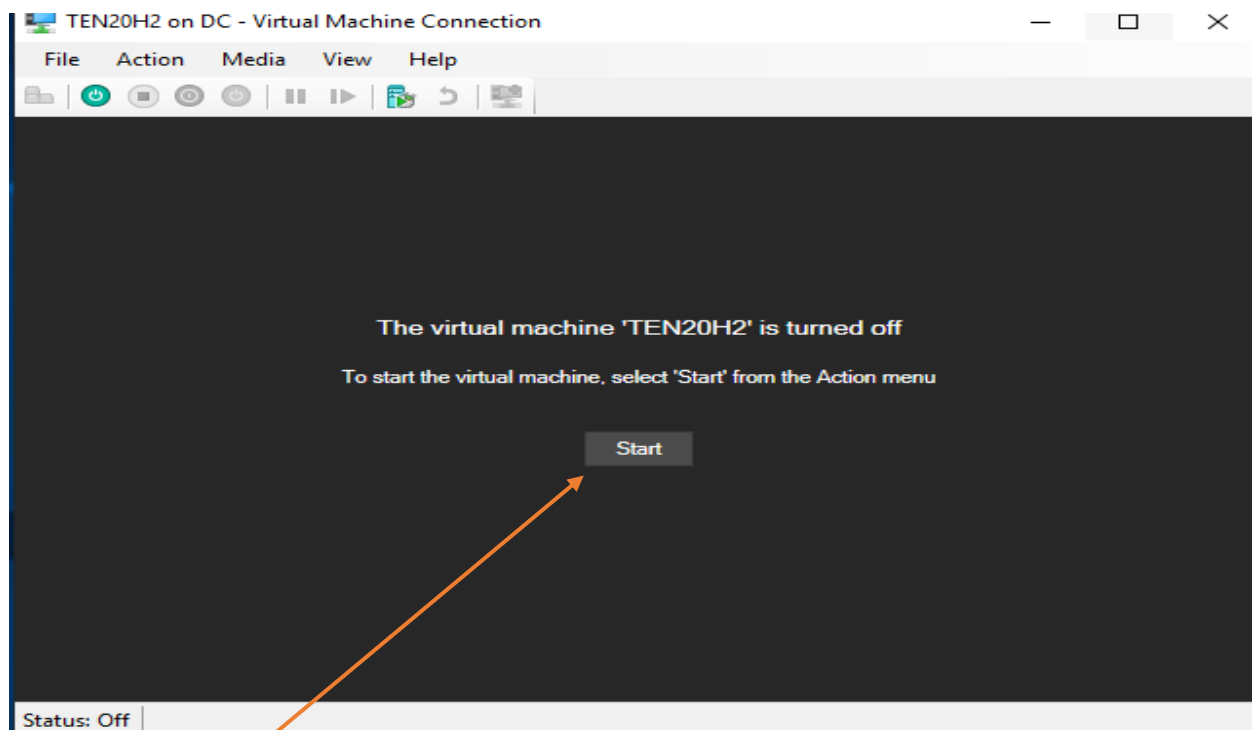 TEN20H2 on DC - Virtual Machine Connection
File Action Media View Help
The virtual machine 'TEN20H2' is turned off
To start the virtual machine, select 'Start' from the Action menu
Start
Status: Off